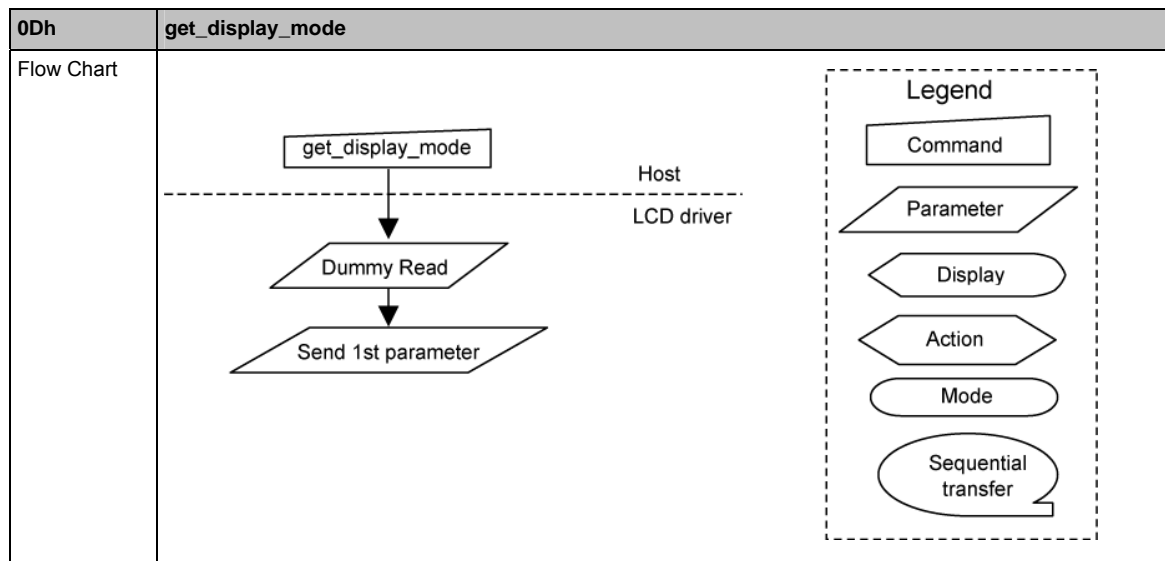 0Dh get_display_mode
Flow Chart
get_display_mode
Host
LCD driver
Dummy Read
Send 1st parameter
Legend
Command
Parameter
Display
Action
Mode
Sequential
transfer